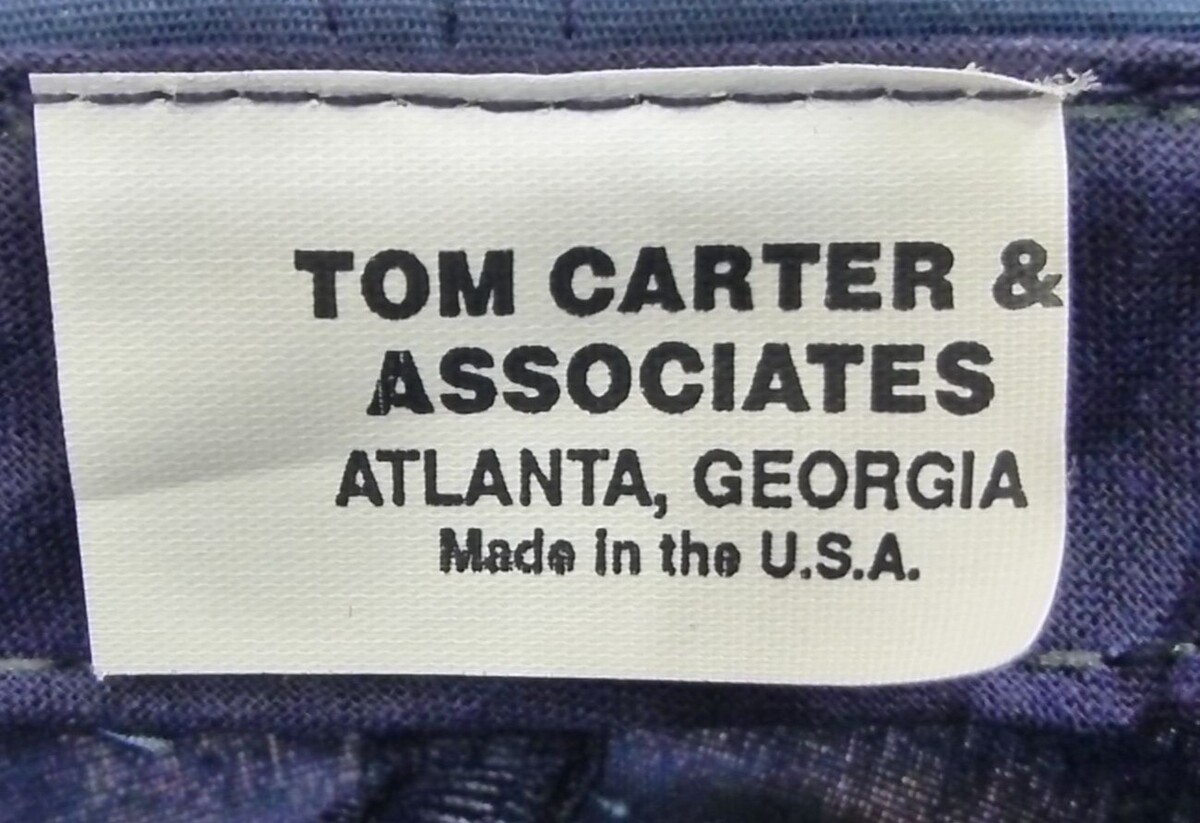 TOM CARTER &
ASSOCIATES
ATLANTA, GEORGIA
Made in the U.S.A.